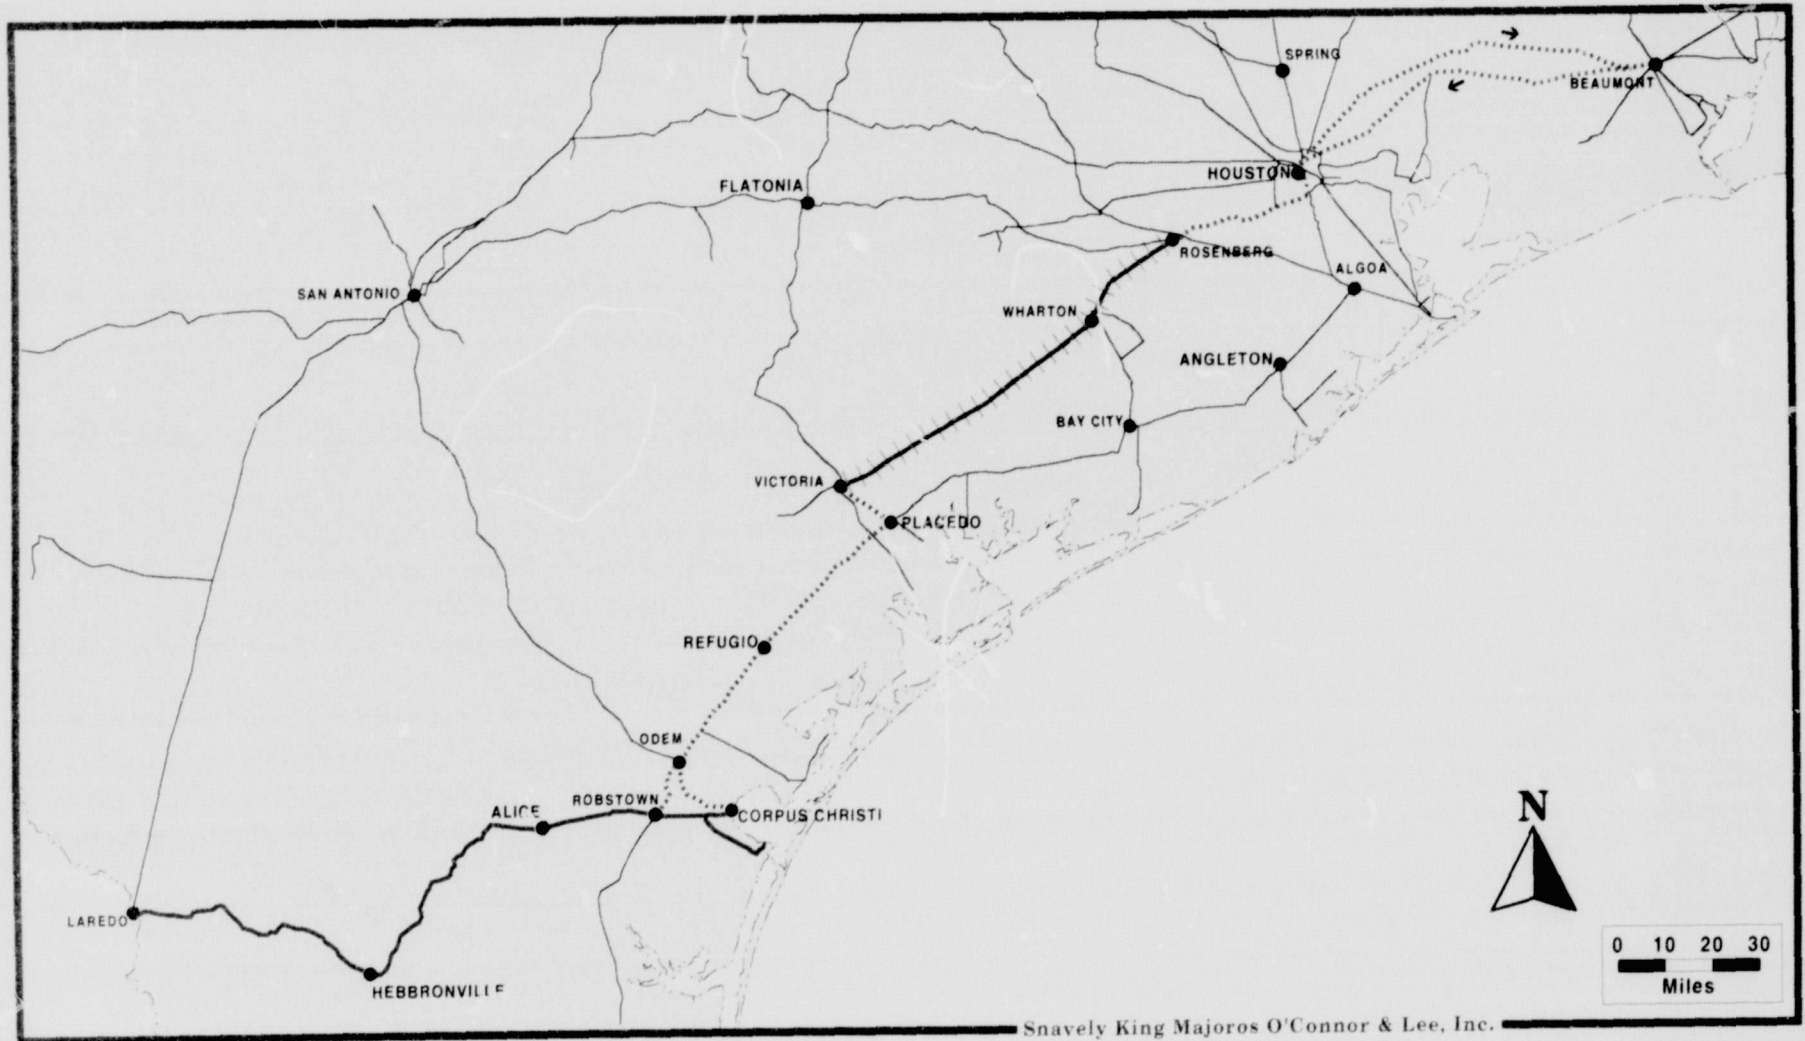 SPRING
BEAUMONT
HOUSTON
FLATONIA
ROSENBERG
ALGOA
SAN ANTONIO
WHARTON
ANGLETON
BAY CITY
VICTORIA
PLACEDO
REFUGIO
ODEM
ROBSTOWN
ALICE
CORPUS CHRISTI
LAREDO
HEBBRONVILLE
N
0 10 20 30
Miles
Snavely King Majoros O'Connor & Lee, Inc.